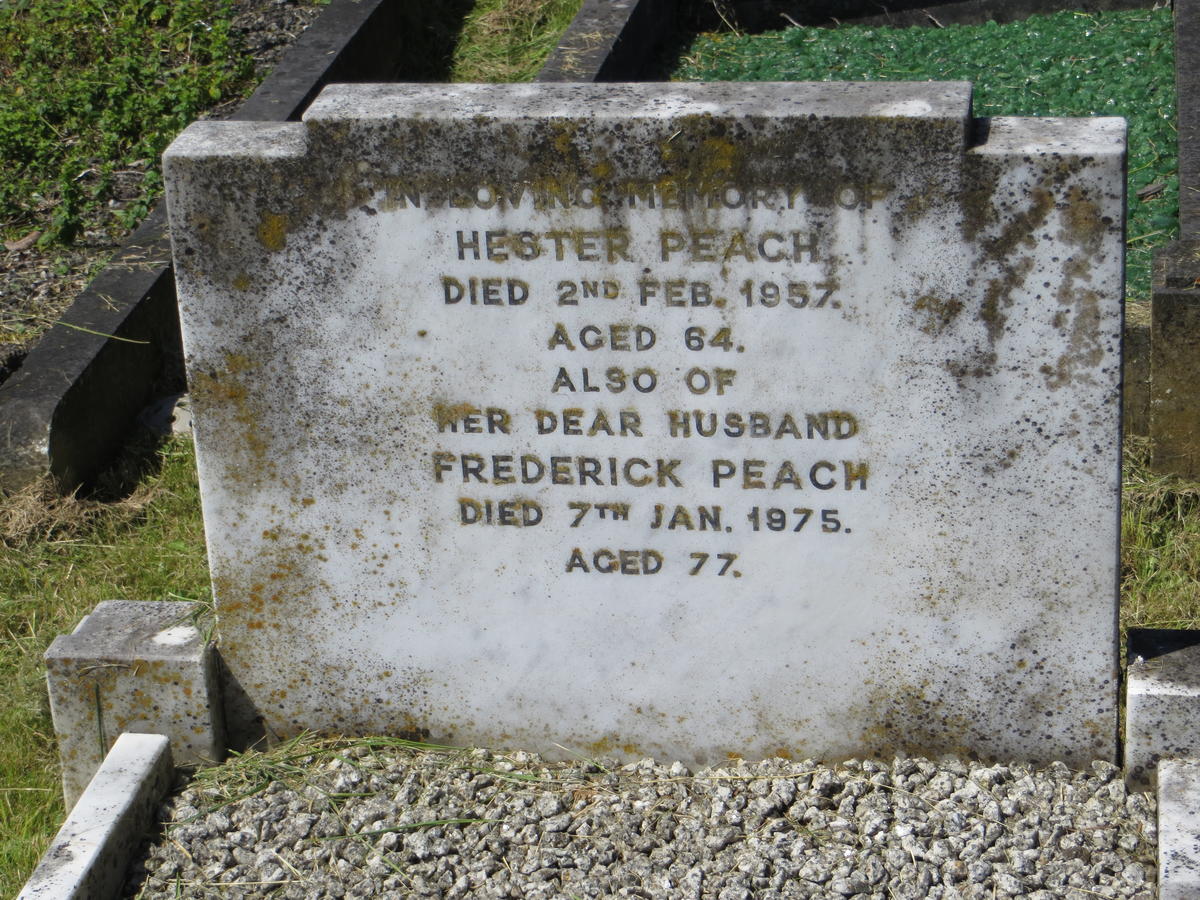 IN LOVING MEMORY OF
HESTER PEACH
DIED 2ND FEB. 1957.
AGED 64.
ALSO OF
HER DEAR HUSBAND
FREDERICK PEACH
DIED 7TH JAN. 1975.
AGED 77.